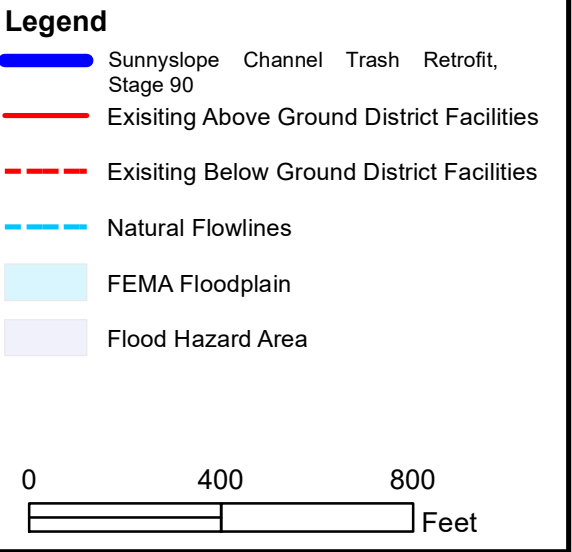 Legend
Sunnyslope Channel Trash Retrofit,
Stage 90
Exisiting Above Ground District Facilities
Exisiting Below Ground District Facilities
Natural Flowlines
FEMA Floodplain
Flood Hazard Area
0 400 800
Feet